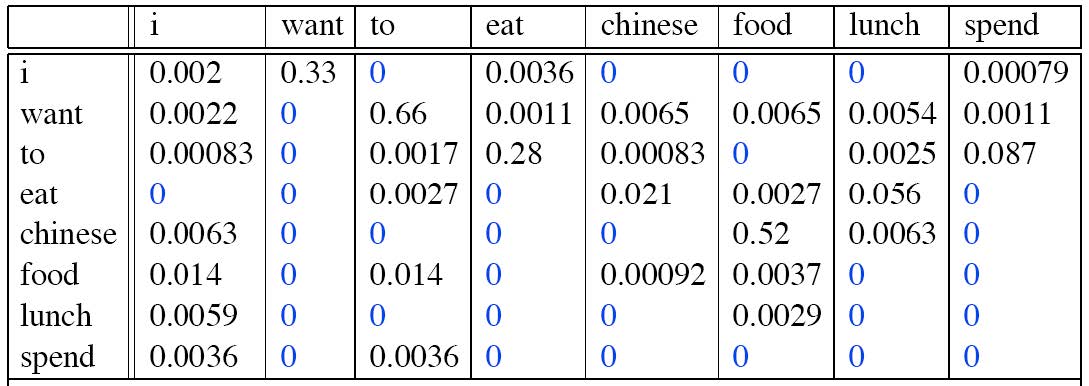 i want to eat chinese food lunch spend
i 0.002 0.33 0 0.0036 0 0 0 0.00079
want 0.0022 0 0.66 0.0011 0.0065 0.0065 0.0054 0.0011
to 0.00083 0 0.0017 0.28 0.00083 0 0.0025 0.087
eat 0 0 0.0027 0 0.021 0.0027 0.056 0
chinese 0.0063 0 0 0 0 0.52 0.0063 0
food 0.014 0 0.014 0 0.00092 0.0037 0 0
lunch 0.0059 0 0 0 0 0.0029 0 0
spend 0.0036 0 0.0036 0 0 0 0 0